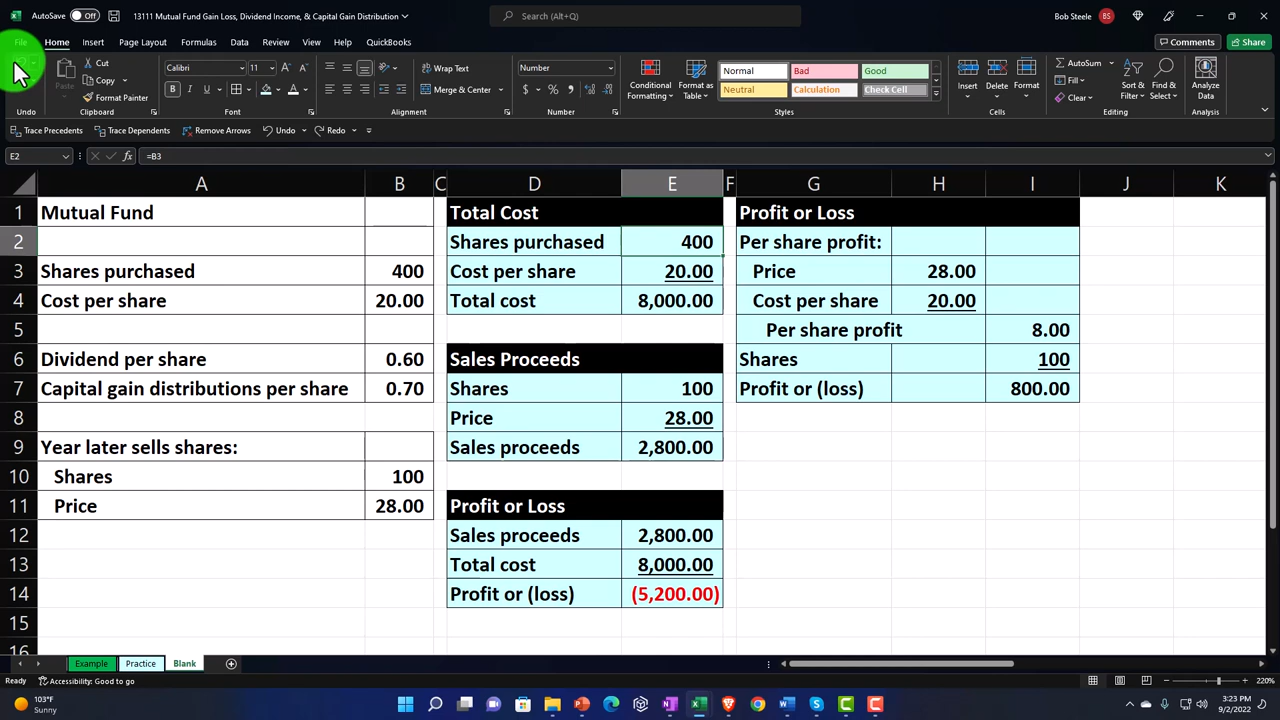 AutoSave Off 13111 Mutual Fund Gain Loss, Dividend Income, & Capital Gain Distribution Search (Alt+Q) Bob Steele BS
File Home Insert Page Layout Formulas Data Review View Help QuickBooks Comments Share
Cut Calibri 11 Wrap Text Number Normal Bad Good AutoSum
Paste Copy Conditional Formatting Format as Table Insert Delete Format Fill Sort & Filter Find & Select Analyze Data
Format Painter B I U Merge & Center $ % Neutral Calculation Check Cell Clear
Undo Clipboard Font Alignment Number Styles Cells Editing Analysis
Trace Precedents Trace Dependents Remove Arrows Undo Redo
E2 fx =B3
A B C D E F G H I J K
1 Mutual Fund Total Cost Profit or Loss
2 Shares purchased 400 Per share profit:
3 Shares purchased 400 Cost per share 20.00 Price 28.00
4 Cost per share 20.00 Total cost 8,000.00 Cost per share 20.00
5 Per share profit 8.00
6 Dividend per share 0.60 Sales Proceeds Shares 100
7 Capital gain distributions per share 0.70 Shares 100 Profit or (loss) 800.00
8 Price 28.00
9 Year later sells shares: Sales proceeds 2,800.00
10 Shares 100
11 Price 28.00 Profit or Loss
12 Sales proceeds 2,800.00
13 Total cost 8,000.00
14 Profit or (loss) (5,200.00)
15
16
Example Practice Blank
Ready Accessibility: Good to go 220%
103°F
Sunny
3:23 PM
9/2/2022